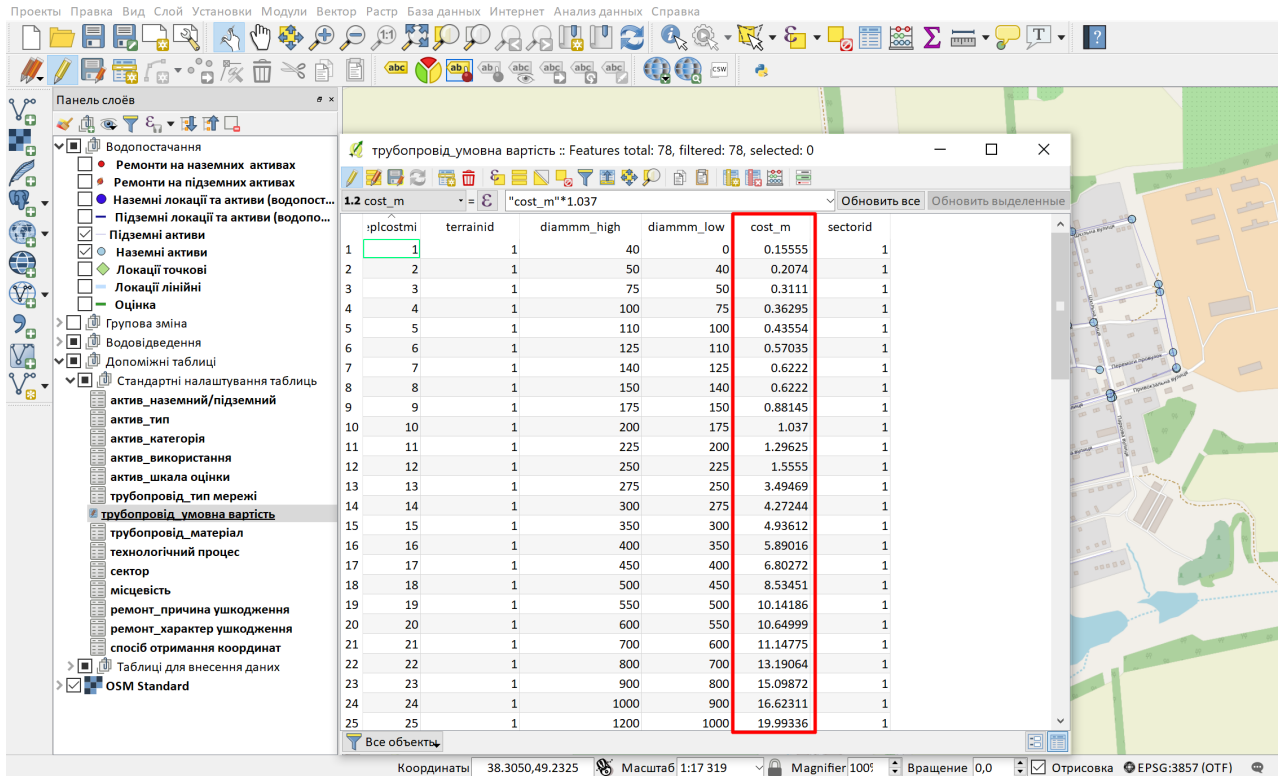 Проекты Правка Вид Слой Установки Модули Вектор Растр База данных Интернет Анализ данных Справка
abc abc abc abc abc abc abc CSW
Панель слоёв
Водопостачання
Ремонти на наземних активах
Ремонти на підземних активах
Наземні локації та активи (водопост...
Підземні локації та активи (водопо...
Підземні активи
Наземні активи
Локації точкові
Локації лінійні
Оцінка
Групова зміна
Водовідведення
Допоміжні таблиці
Стандартні налаштування таблиць
актив_наземний/підземний
актив_тип
актив_категорія
актив_використання
актив_шкала оцінки
трубопровід_тип мережі
трубопровід_умовна вартість
трубопровід_матеріал
технологічний процес
сектор
місцевість
ремонт_причина ушкодження
ремонт_характер ушкодження
спосіб отримання координат
Таблиці для внесення даних
OSM Standard
трубопровід_умовна вартість :: Features total: 78, filtered: 78, selected: 0
1.2 cost_m = ε "cost_m"*1.037 Обновить все Обновить выделенные
:plcostmi terrainid diammm_high diammm_low cost_m sectorid
1 1 1 40 0 0.15555 1
2 2 1 50 40 0.2074 1
3 3 1 75 50 0.3111 1
4 4 1 100 75 0.36295 1
5 5 1 110 100 0.43554 1
6 6 1 125 110 0.57035 1
7 7 1 140 125 0.6222 1
8 8 1 150 140 0.6222 1
9 9 1 175 150 0.88145 1
10 10 1 200 175 1.037 1
11 11 1 225 200 1.29625 1
12 12 1 250 225 1.5555 1
13 13 1 275 250 3.49469 1
14 14 1 300 275 4.27244 1
15 15 1 350 300 4.93612 1
16 16 1 400 350 5.89016 1
17 17 1 450 400 6.80272 1
18 18 1 500 450 8.53451 1
19 19 1 550 500 10.14186 1
20 20 1 600 550 10.64999 1
21 21 1 700 600 11.14775 1
22 22 1 800 700 13.19064 1
23 23 1 900 800 15.09872 1
24 24 1 1000 900 16.62311 1
25 25 1 1200 1000 19.99336 1
Все объекты
Координаты 38.3050,49.2325 Масштаб 1:17 319 Magnifier 100% Вращение 0,0 Отрисовка EPSG:3857 (OTF)